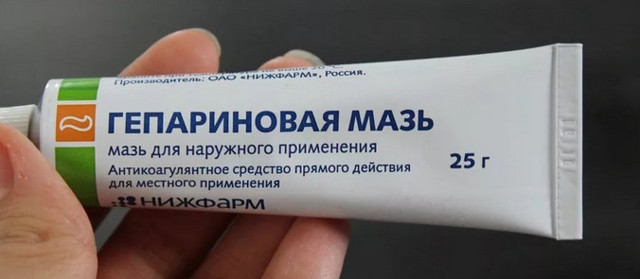 Производитель: ОАО «НИЖФАРМ», Россия.
ГЕПАРИНОВАЯ МАЗЬ
мазь для наружного применения
Антикоагулянтное средство прямого действия
для местного применения
25 г
НИЖФАРМ